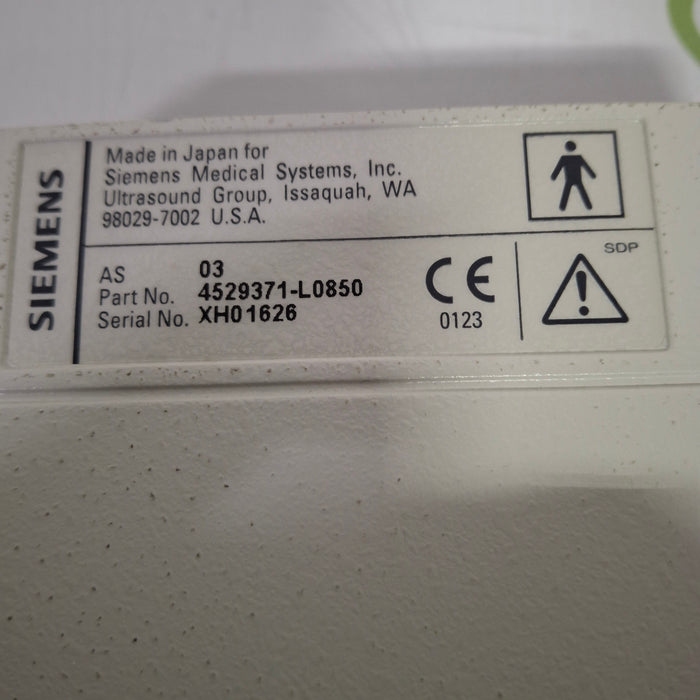 SIEMENS
Made in Japan for
Siemens Medical Systems, Inc.
Ultrasound Group, Issaquah, WA
98029-7002 U.S.A.
AS 03
Part No. 4529371-L0850
Serial No. XH01626
CE
0123
SDP